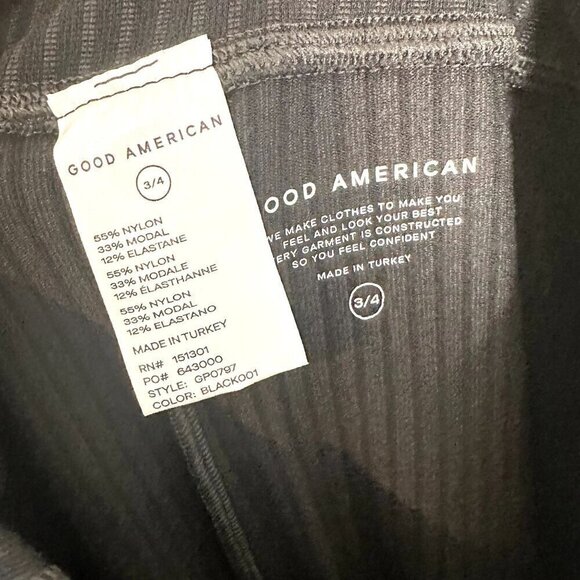 GOOD AMERICAN
3/4
55% NYLON
33% MODAL
12% ELASTANE
55% NYLON
33% MODALE
12% ÉLASTHANNE
55% NYLON
33% MODAL
12% ELASTANO
MADE IN TURKEY
RN# 151301
PO# 643000
STYLE: GP0797
COLOR: BLACK001
OOD AMERICAN
WE MAKE CLOTHES TO MAKE YOU
FEEL AND LOOK YOUR BEST
ERY GARMENT IS CONSTRUCTED
SO YOU FEEL CONFIDENT
MADE IN TURKEY
3/4